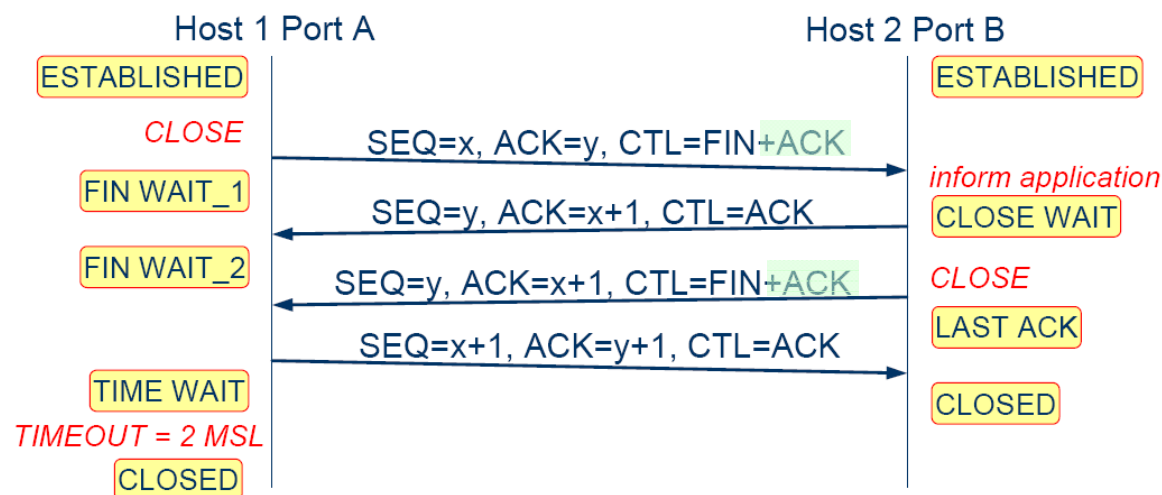 Host 1 Port A
Host 2 Port B
ESTABLISHED
ESTABLISHED
CLOSE
SEQ=x, ACK=y, CTL=FIN+ACK
FIN WAIT_1
inform application
SEQ=y, ACK=x+1, CTL=ACK
CLOSE WAIT
FIN WAIT_2
SEQ=y, ACK=x+1, CTL=FIN+ACK
CLOSE
LAST ACK
SEQ=x+1, ACK=y+1, CTL=ACK
TIME WAIT
CLOSED
TIMEOUT = 2 MSL
CLOSED